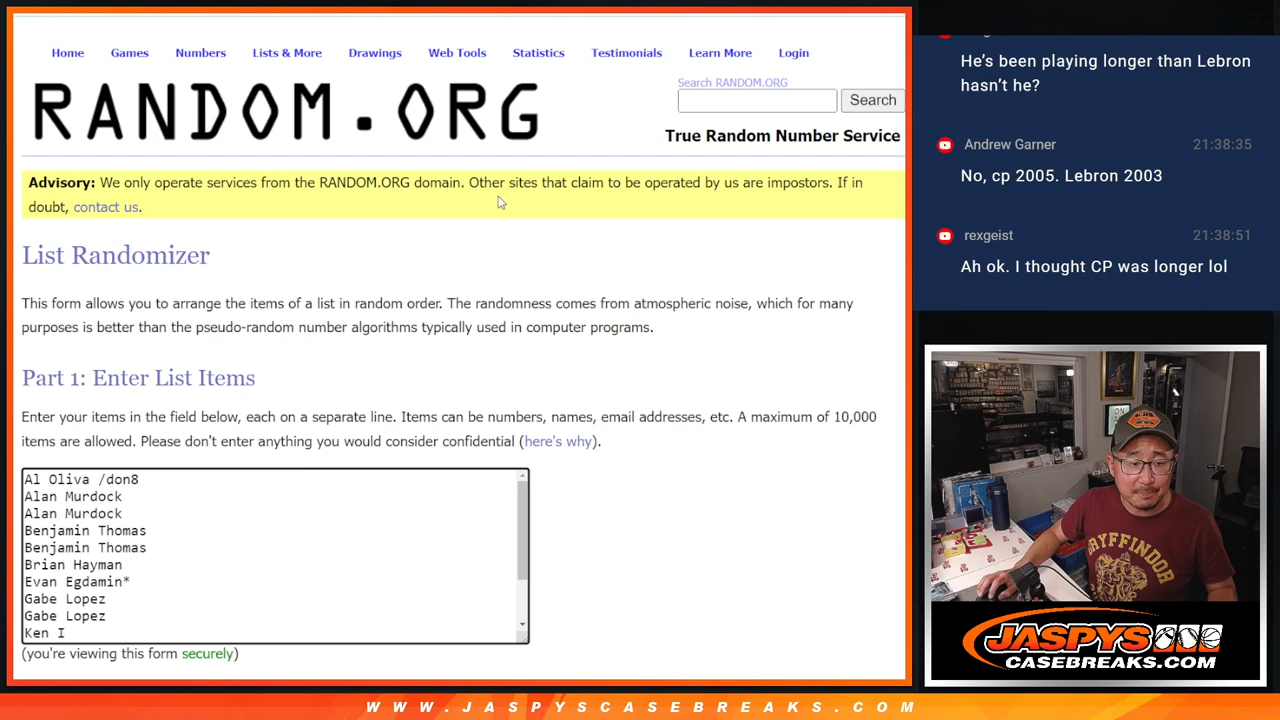 Home Games Numbers Lists & More Drawings Web Tools Statistics Testimonials Learn More Login
RANDOM.ORG
Search RANDOM.ORG
Search
True Random Number Service
Advisory: We only operate services from the RANDOM.ORG domain. Other sites that claim to be operated by us are impostors. If in
doubt, contact us.
List Randomizer
This form allows you to arrange the items of a list in random order. The randomness comes from atmospheric noise, which for many
purposes is better than the pseudo-random number algorithms typically used in computer programs.
Part 1: Enter List Items
Enter your items in the field below, each on a separate line. Items can be numbers, names, email addresses, etc. A maximum of 10,000
items are allowed. Please don't enter anything you would consider confidential (here's why).
Al Oliva /don8
Alan Murdock
Alan Murdock
Benjamin Thomas
Benjamin Thomas
Brian Hayman
Evan Egdamin*
Gabe Lopez
Gabe Lopez
Ken I
(you're viewing this form securely)
He's been playing longer than Lebron
hasn't he?
Andrew Garner 21:38:35
No, cp 2005. Lebron 2003
rexgeist 21:38:51
Ah ok. I thought CP was longer lol
GRYFFINDOR
JASPYS
CASEBREAKS.COM
WWW.JASPYSCASEBREAKS.COM